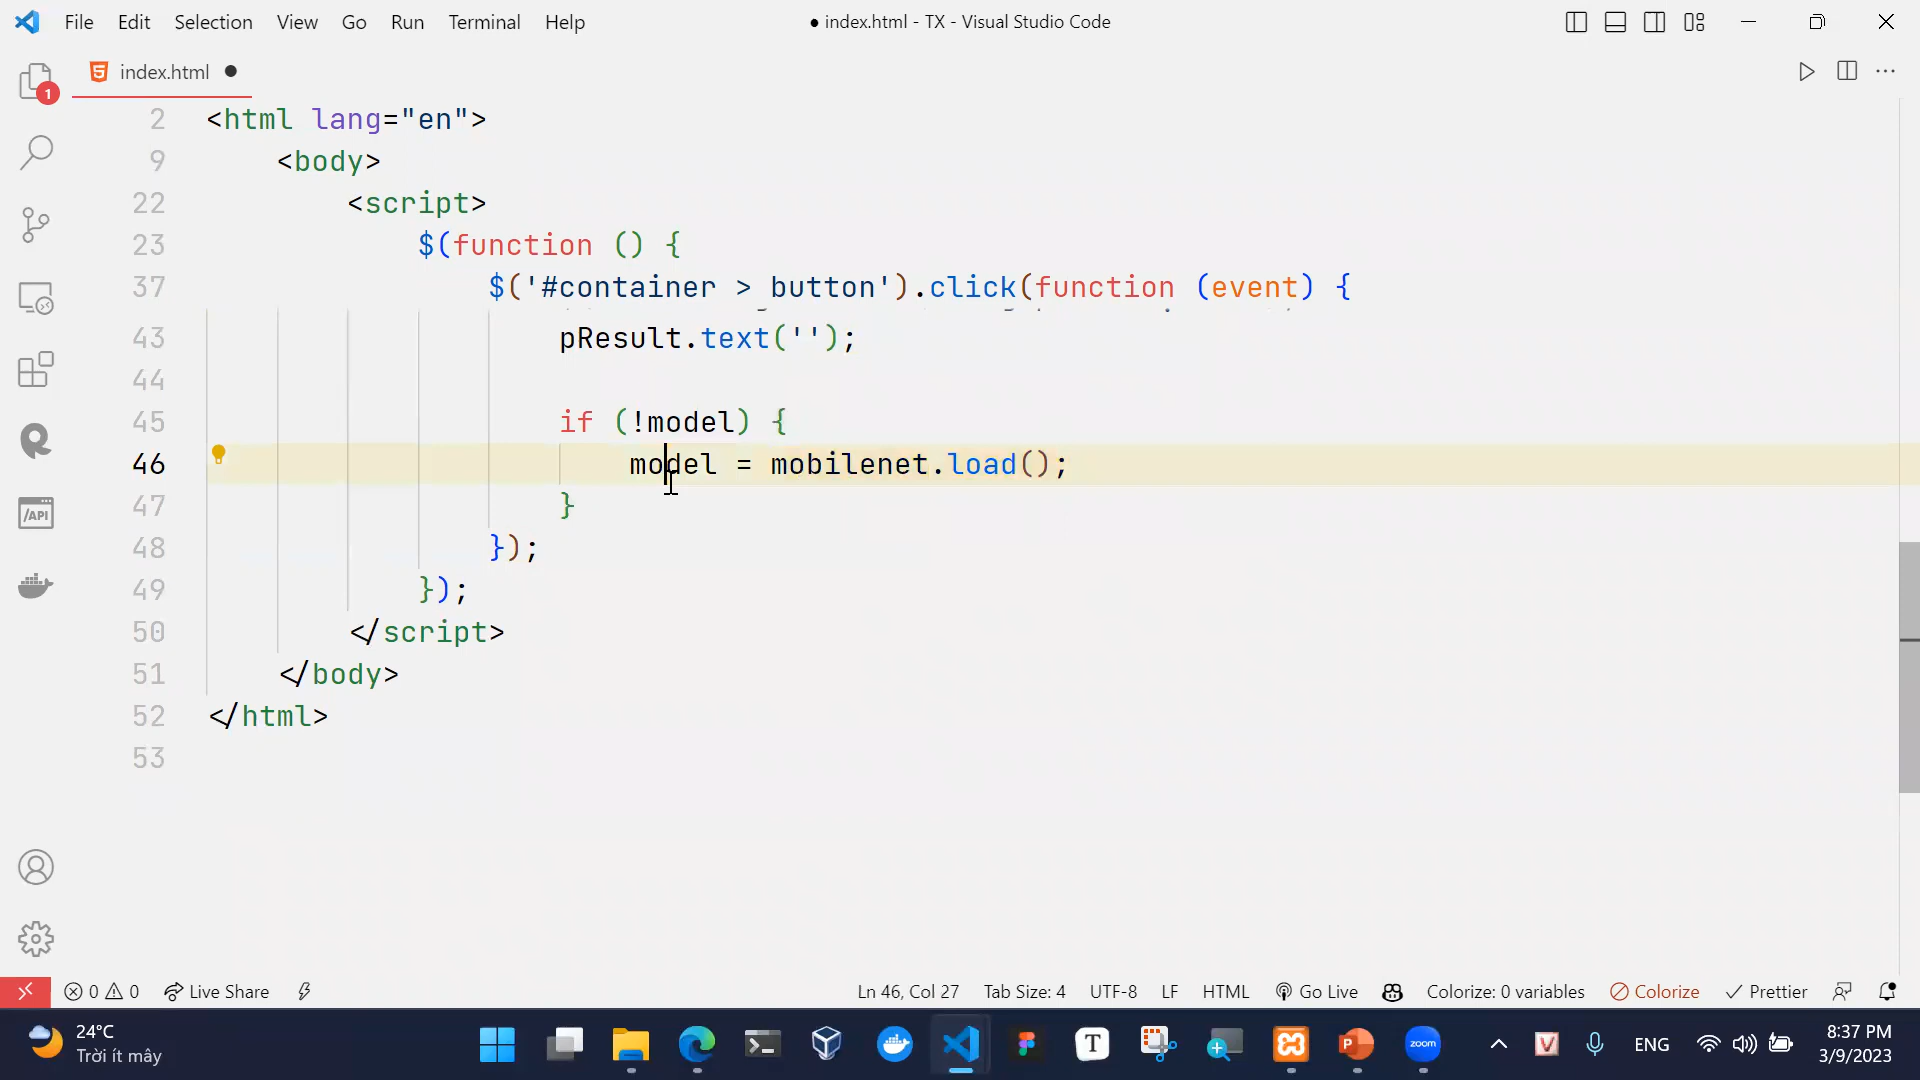 File Edit Selection View Go Run Terminal Help
● index.html - TX - Visual Studio Code
index.html ●
1
2 <html lang="en">
9 <body>
22 <script>
23 $(function () {
37 $('#container > button').click(function (event) {
43 pResult.text('');
44
45 if (!model) {
46 model = mobilenet.load();
47 }
48 });
49 });
50 </script>
51 </body>
52 </html>
53
/API
0 0 Live Share Ln 46, Col 27 Tab Size: 4 UTF-8 LF HTML Go Live Colorize: 0 variables Colorize Prettier
24°C
Trời ít mây
T
zoom
V
ENG
8:37 PM
3/9/2023